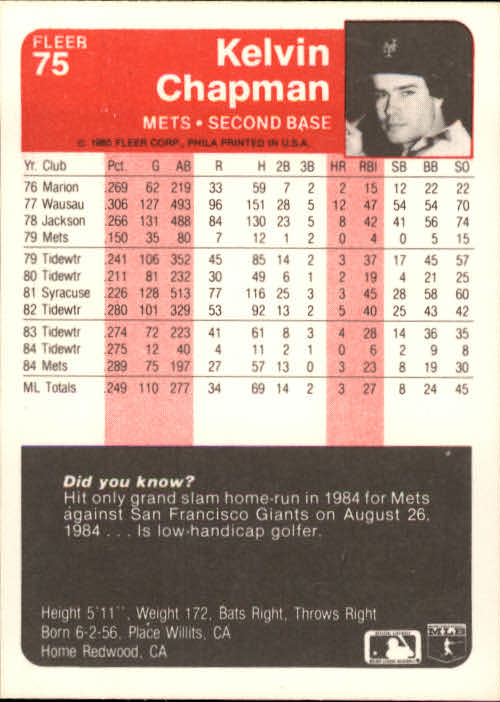 FLEER
75
Kelvin
Chapman
METS • SECOND BASE
© 1985 FLEER CORP., PHILA PRINTED IN U.S.A.
Yr. Club Pct. G AB R H 2B 3B HR RBI SB BB SO
76 Marion .269 62 219 33 59 7 2 2 15 12 22 22
77 Wausau .306 127 493 96 151 28 5 12 47 54 54 70
78 Jackson .266 131 488 84 130 23 5 8 42 41 56 74
79 Mets .150 35 80 7 12 1 2 0 4 0 5 15
79 Tidewtr .241 106 352 45 85 14 2 3 37 17 45 57
80 Tidewtr .211 81 232 30 49 6 1 2 19 4 21 25
81 Syracuse .226 128 513 77 116 25 3 3 45 28 58 60
82 Tidewtr .280 101 329 53 92 13 2 5 40 25 43 42
83 Tidewtr .274 72 223 41 61 8 3 4 28 14 36 35
84 Tidewtr .275 12 40 4 11 2 1 0 6 2 9 8
84 Mets .289 75 197 27 57 13 0 3 23 8 19 30
ML Totals .249 110 277 34 69 14 2 3 27 8 24 45
Did you know?
Hit only grand slam home-run in 1984 for Mets
against San Francisco Giants on August 26,
1984 . . . Is low-handicap golfer.
Height 5'11", Weight 172, Bats Right, Throws Right
Born 6-2-56, Place Willits, CA
Home Redwood, CA
MLB